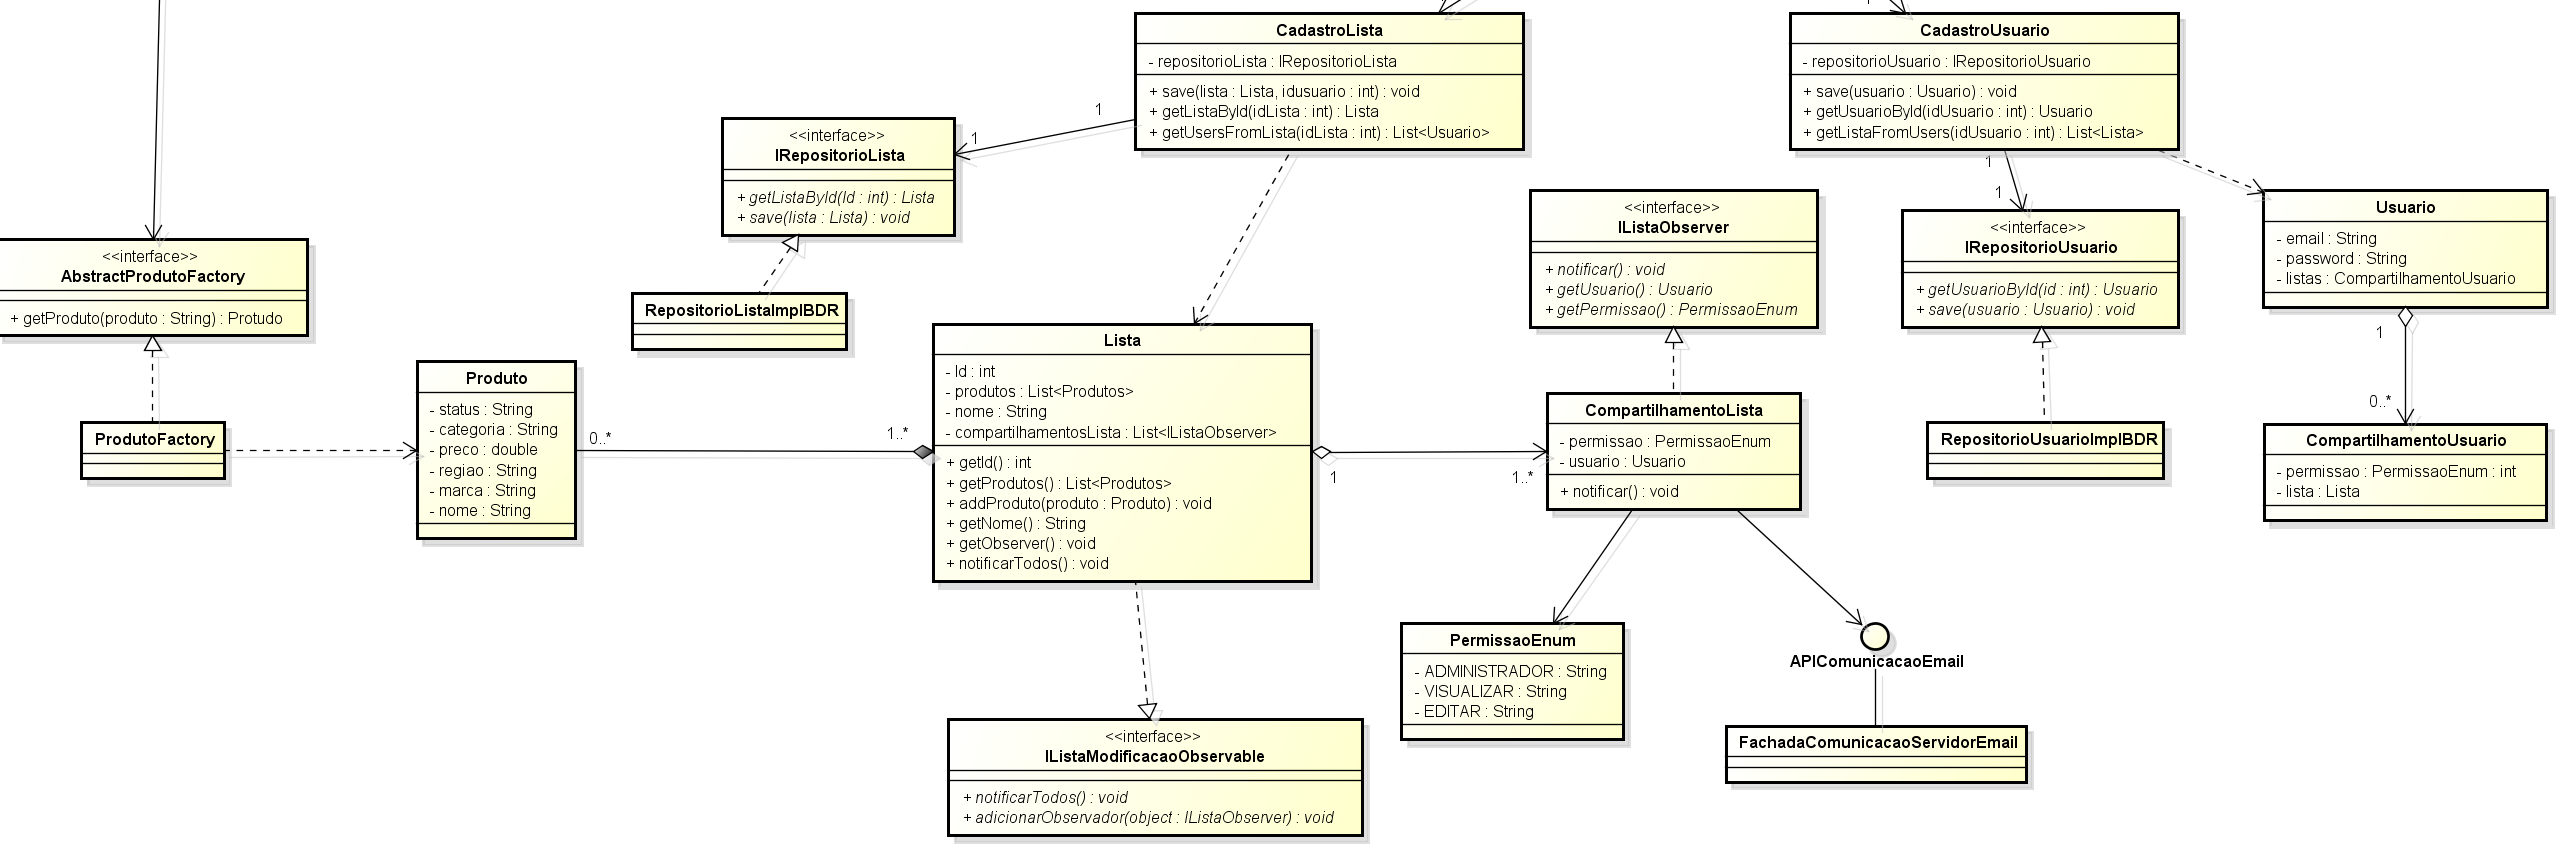 CadastroLista
- repositorioLista : IRepositorioLista
+ save(lista : Lista, idusuario : int) : void
+ getListaById(idLista : int) : Lista
+ getUsersFromLista(idLista : int) : List<Usuario>
CadastroUsuario
- repositorioUsuario : IRepositorioUsuario
+ save(usuario : Usuario) : void
+ getUsuarioById(idUsuario : int) : Usuario
+ getListaFromUsers(idUsuario : int) : List<Lista>
1
1
<<interface>>
IRepositorioLista
+ getListaById(Id : int) : Lista
+ save(lista : Lista) : void
1
1
<<interface>>
IListaObserver
+ notificar() : void
+ getUsuario() : Usuario
+ getPermissao() : PermissaoEnum
<<interface>>
IRepositorioUsuario
+ getUsuarioById(id : int) : Usuario
+ save(usuario : Usuario) : void
Usuario
- email : String
- password : String
- listas : CompartilhamentoUsuario
<<interface>>
AbstractProdutoFactory
+ getProduto(produto : String) : Protudo
RepositorioListaImplBDR
1
0..*
ProdutoFactory
Produto
- status : String
- categoria : String
- preco : double
- regiao : String
- marca : String
- nome : String
0..*
1..*
Lista
- Id : int
- produtos : List<Produtos>
- nome : String
- compartilhamentosLista : List<IListaObserver>
+ getId() : int
+ getProdutos() : List<Produtos>
+ addProduto(produto : Produto) : void
+ getNome() : String
+ getObserver() : void
+ notificarTodos() : void
1
1..*
CompartilhamentoLista
- permissao : PermissaoEnum
- usuario : Usuario
+ notificar() : void
RepositorioUsuarioImplBDR
CompartilhamentoUsuario
- permissao : PermissaoEnum : int
- lista : Lista
PermissaoEnum
- ADMINISTRADOR : String
- VISUALIZAR : String
- EDITAR : String
APIComunicacaoEmail
FachadaComunicacaoServidorEmail
<<interface>>
IListaModificacaoObservable
+ notificarTodos() : void
+ adicionarObservador(object : IListaObserver) : void